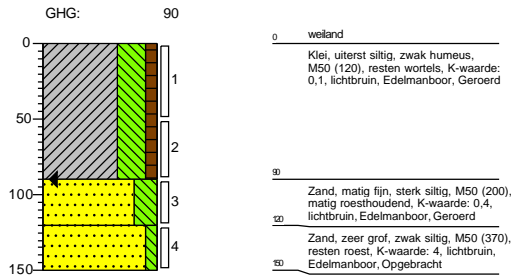 GHG: 90
0
50
100
150
1
2
3
4
0 weiland
Klei, uiterst siltig, zwak humeus,
M50 (120), resten wortels, K-waarde:
0,1, lichtbruin, Edelmanboor, Geroerd
90
Zand, matig fijn, sterk siltig, M50 (200),
matig roesthoudend, K-waarde: 0,4,
lichtbruin, Edelmanboor, Geroerd
120
Zand, zeer grof, zwak siltig, M50 (370),
resten roest, K-waarde: 4, lichtbruin,
Edelmanboor, Opgebracht
150